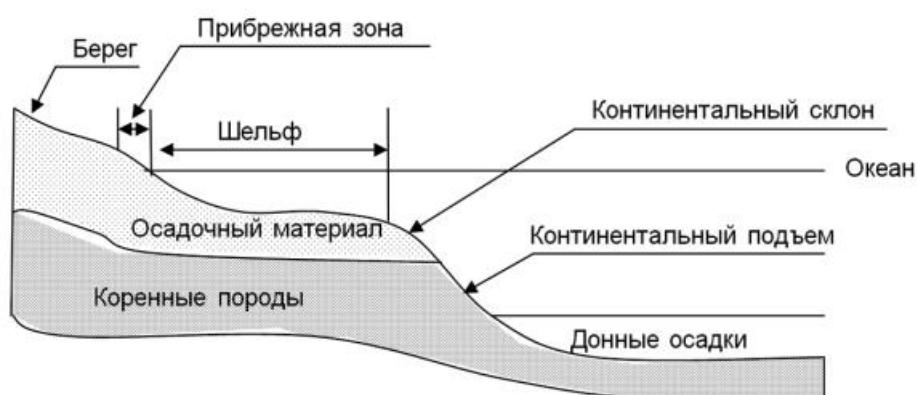 Прибрежная зона
Берег
Континентальный склон
Шельф
Океан
Осадочный материал
Континентальный подъем
Коренные породы
Донные осадки